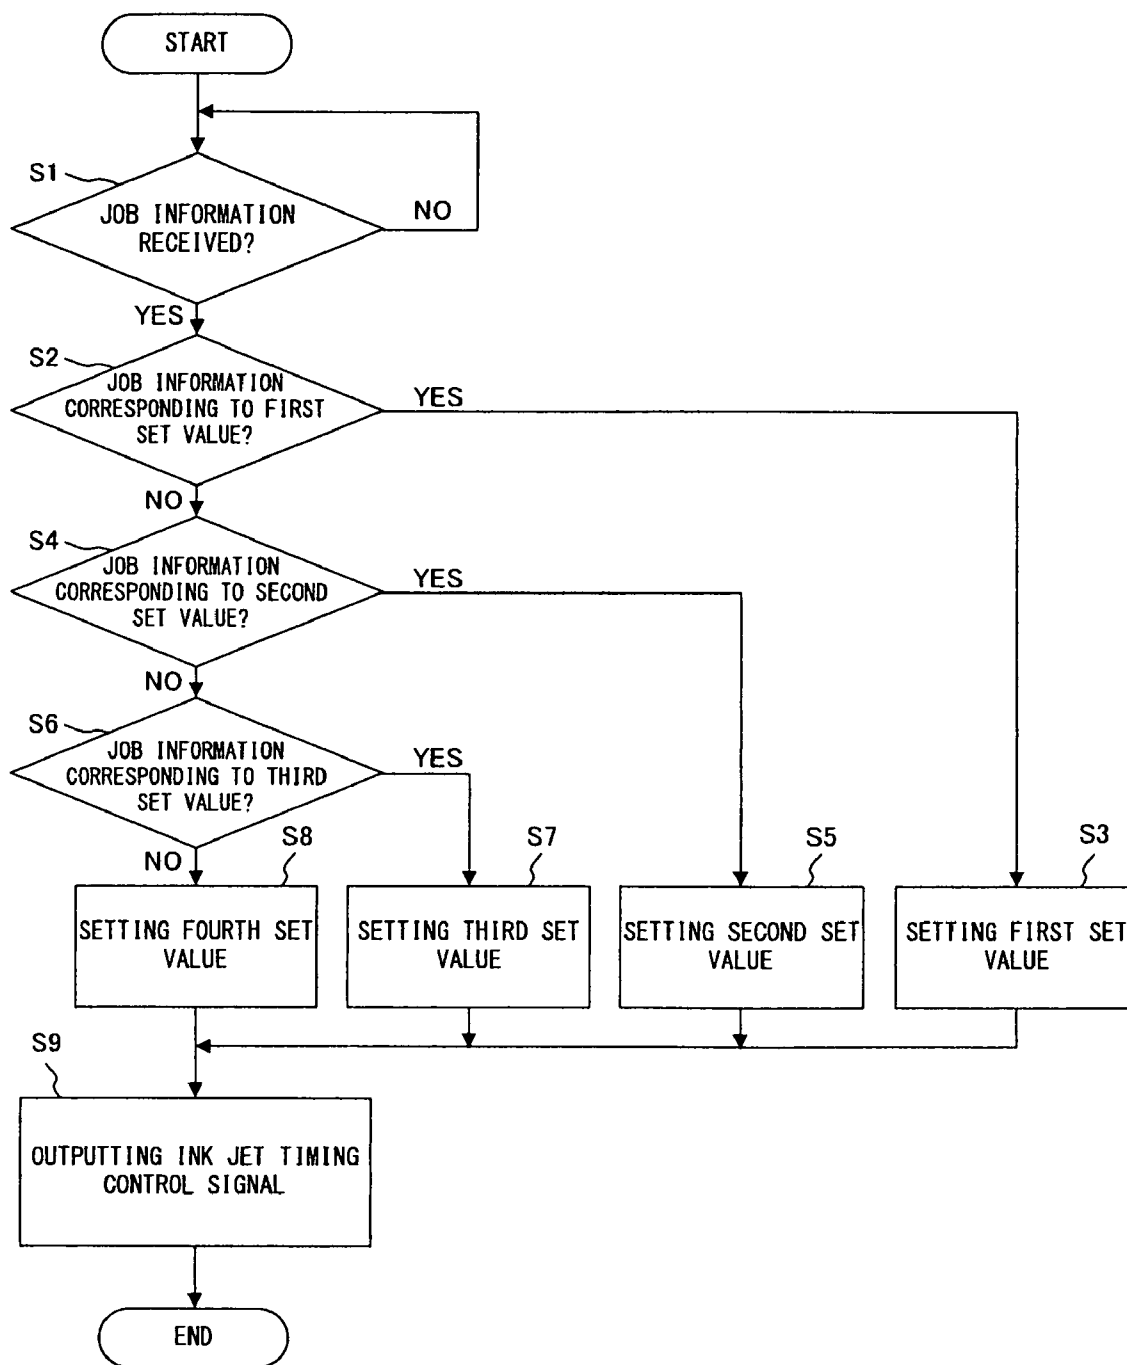 START
S1
JOB INFORMATION
RECEIVED?
NO
YES
S2
JOB INFORMATION
CORRESPONDING TO FIRST
SET VALUE?
YES
NO
S4
JOB INFORMATION
CORRESPONDING TO SECOND
SET VALUE?
YES
NO
S6
JOB INFORMATION
CORRESPONDING TO THIRD
SET VALUE?
YES
NO
S8
SETTING FOURTH SET
VALUE
S7
SETTING THIRD SET
VALUE
S5
SETTING SECOND SET
VALUE
S3
SETTING FIRST SET
VALUE
S9
OUTPUTTING INK JET TIMING
CONTROL SIGNAL
END